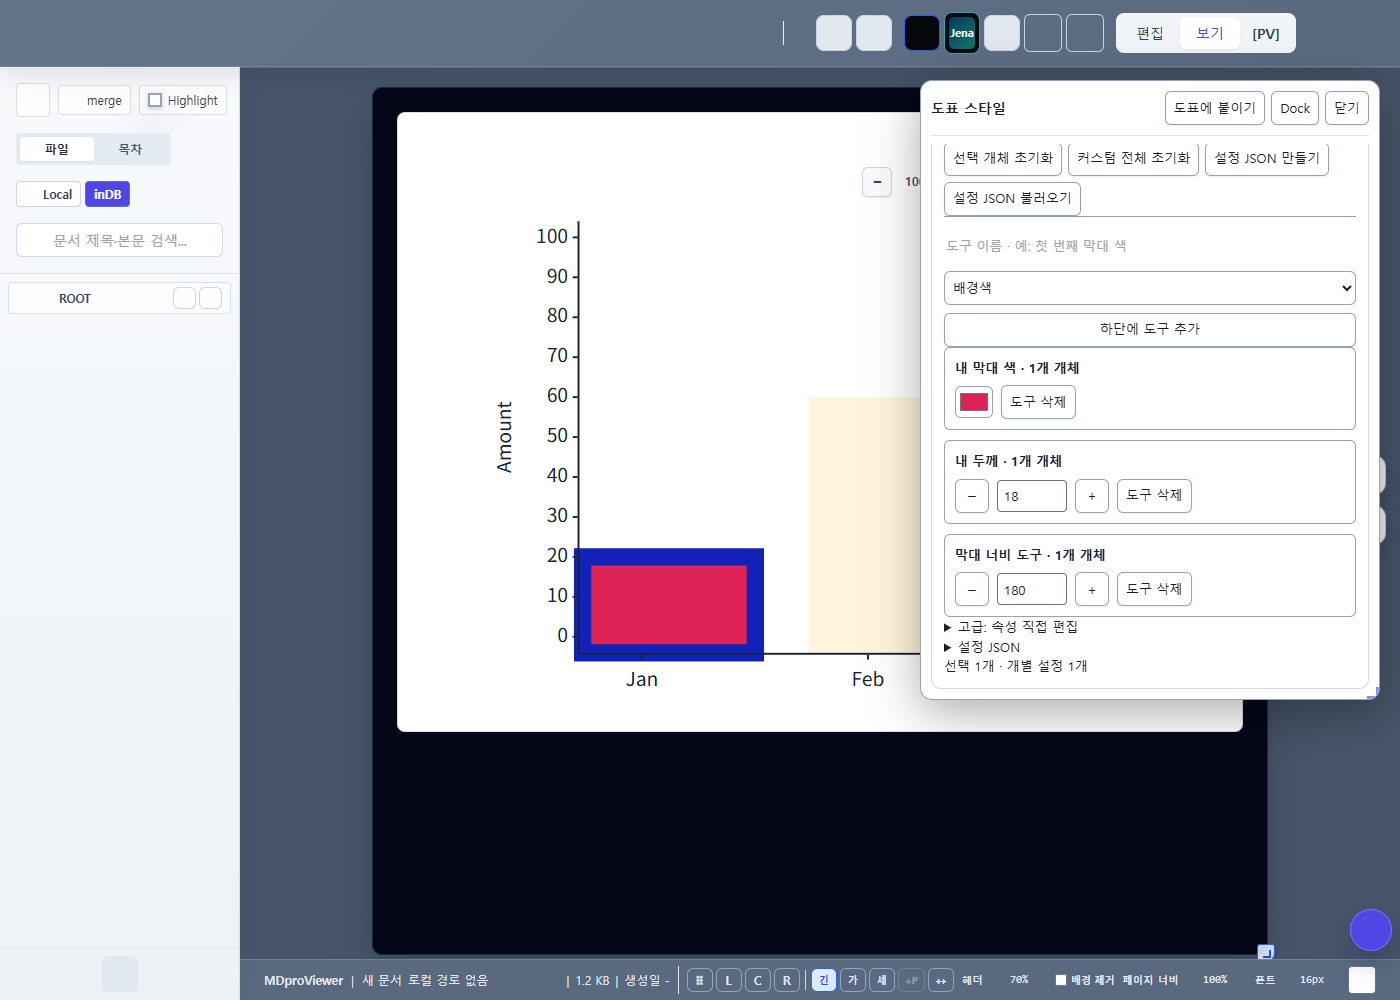 Jena
편집 보기 [PV]
merge Highlight
파일 목차
Local inDB
문서 제목·본문 검색...
ROOT
− 
100
90
80
70
60
50
40
30
20
10
0
Amount
Jan Feb
도표 스타일 도표에 붙이기 Dock 닫기
선택 개체 초기화 커스텀 전체 초기화 설정 JSON 만들기
설정 JSON 불러오기
도구 이름 · 예: 첫 번째 막대 색
배경색
하단에 도구 추가
내 막대 색 · 1개 개체
도구 삭제
내 두께 · 1개 개체
− 18 + 도구 삭제
막대 너비 도구 · 1개 개체
− 180 + 도구 삭제
▶ 고급: 속성 직접 편집
▶ 설정 JSON
선택 1개 · 개별 설정 1개
MDproViewer | 새 문서 로컬 경로 없음 | 1.2 KB | 생성일 - L C R 긴 가 세 +P ↔ 헤더 70% 배경 제거 페이지 너비 100% 폰트 16px